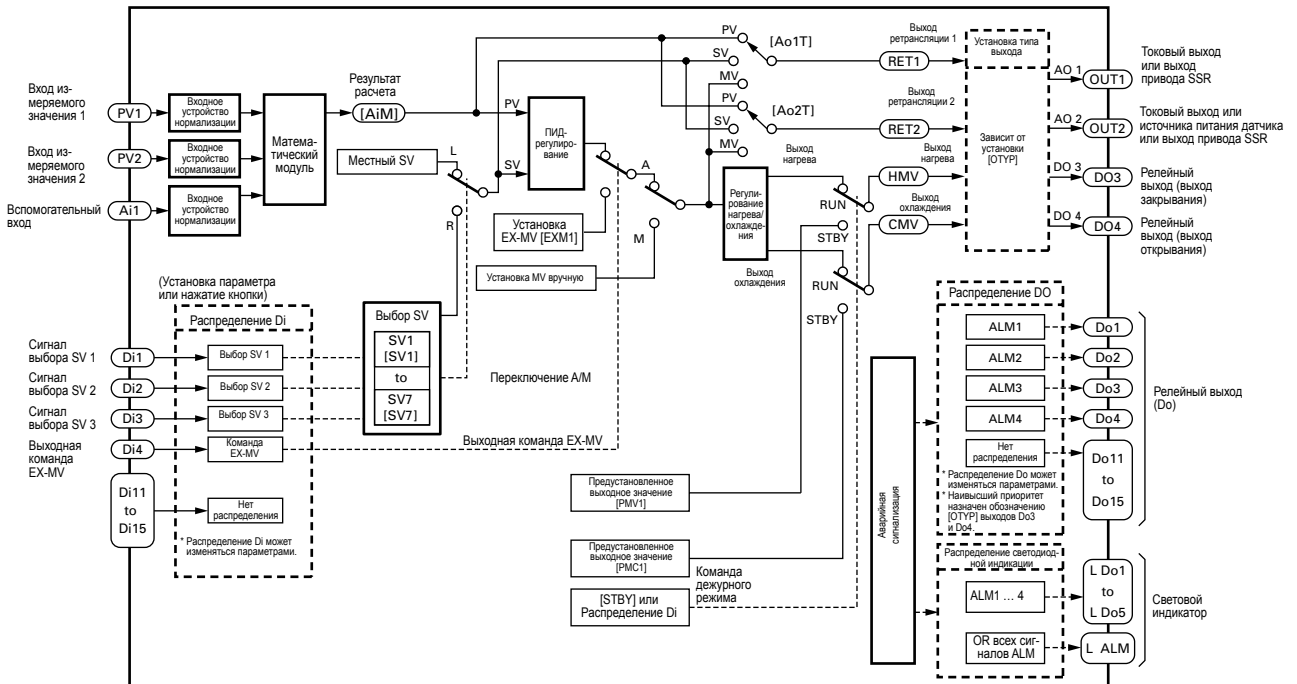 Вход из-
меряемого
значения 1
PV1
Входное
устройство
нормализации
Вход из-
меряемого
значения 2
PV2
Входное
устройство
нормализации
Вспомогательный
вход
Ai1
Входное
устройство
нормализации
Матема-
тический
модуль
Результат
расчета
[AiM]
Местный SV
L
R
PV
SV
ПИД-
регулиро-
вание
Установка
EX-MV [EXM1]
Установка MV вручную
A
M
PV
SV
MV
[Ao1T]
PV
SV
MV
[Ao2T]
Выход
ретрансляции 1
RET1
Выход
ретрансляции 2
RET2
Выход
нагрева
Выход
нагрева
HMV
Выход
охлаждения
CMV
Регули-
рование
нагрева/
охлажде-
ния
Выход
охлаждения
RUN
STBY
RUN
STBY
Установка типа
выхода
Зависит от
установки
[OTYP]
AO 1
OUT1
Токовый выход
или выход
привода SSR
AO 2
OUT2
Токовый выход или
источника питания датчика
или выход привода SSR
DO 3
DO3
Релейный
выход (выход
закрывания)
DO 4
DO4
Релейный
выход (выход
открывания)
(Установка параметра
или нажатие кнопки)
Распределение Di
Сигнал
выбора SV 1
Di1
Выбор SV 1
Сигнал
выбора SV 2
Di2
Выбор SV 2
Сигнал
выбора SV 3
Di3
Выбор SV 3
Выходная
команда
EX-MV
Di4
Команда
EX-MV
Di11
to
Di15
Нет
распределения
* Распределение Di может
изменяться параметрами.
Выбор SV
SV1
[SV1]
to
SV7
[SV7]
Переключение A/M
Выходная команда EX-MV
Предустановленное
выходное значение
[PMV1]
Предустановленное
выходное значение
[PMC1]
[STBY] или
Распределение Di
Команда
дежурного
режима
Аварийная
сигнализация
Распределение DO
ALM1
Do1
ALM2
Do2
ALM3
Do3
ALM4
Do4
Нет
распределения
Do11
to
Do15
* Распределение Do может
изменяться параметрами.
* Наивысший приоритет
назначен обозначению
[OTYP] выходов Do3
и Do4.
Релейный выход
(Do)
Распределение светодиод-
ной индикации
ALM1 … 4
L Do1
to
L Do5
OR всех сиг-
налов ALM
L ALM
Световой
индикатор